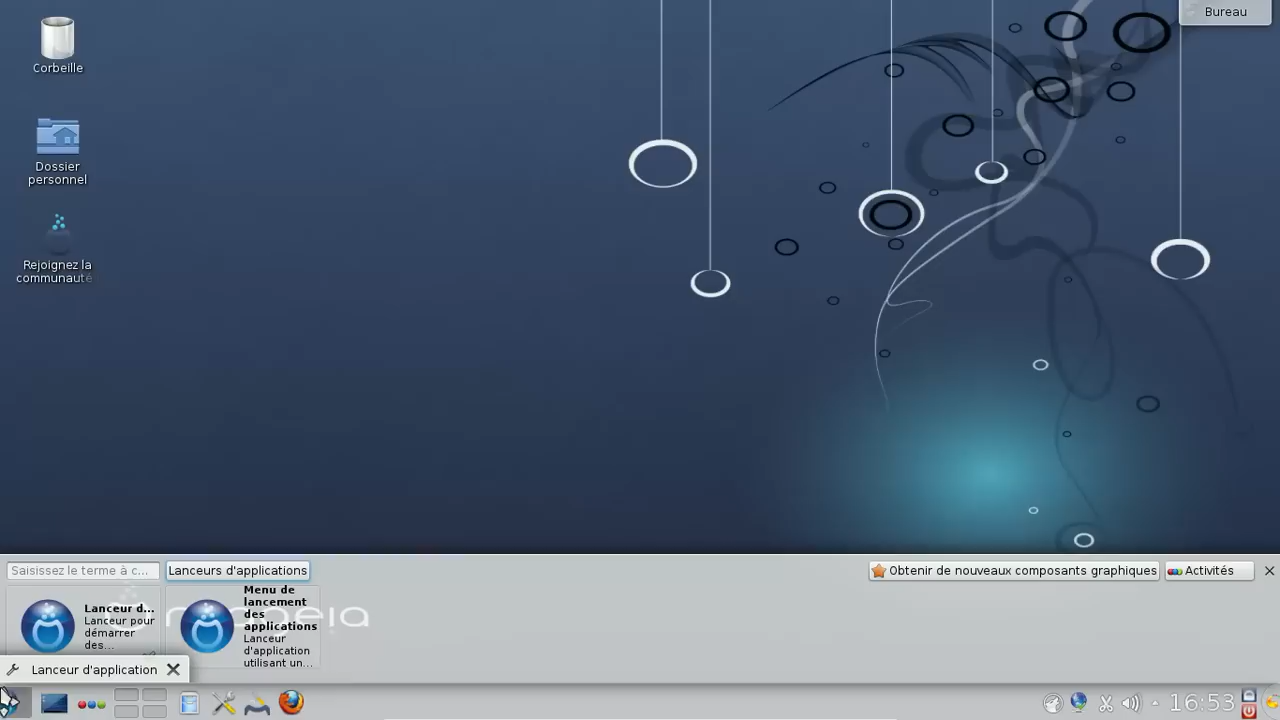 Bureau
Corbeille
Dossier
personnel
Rejoignez la
communauté
Saisissez le terme à c...
Lanceurs d'applications
Obtenir de nouveaux composants graphiques
Activités
Lanceur d...
Lanceur pour
démarrer
des...
Menu de
lancement
des
applications
Lanceur
d'application
utilisant un...
mageia
Lanceur d'application
16:53